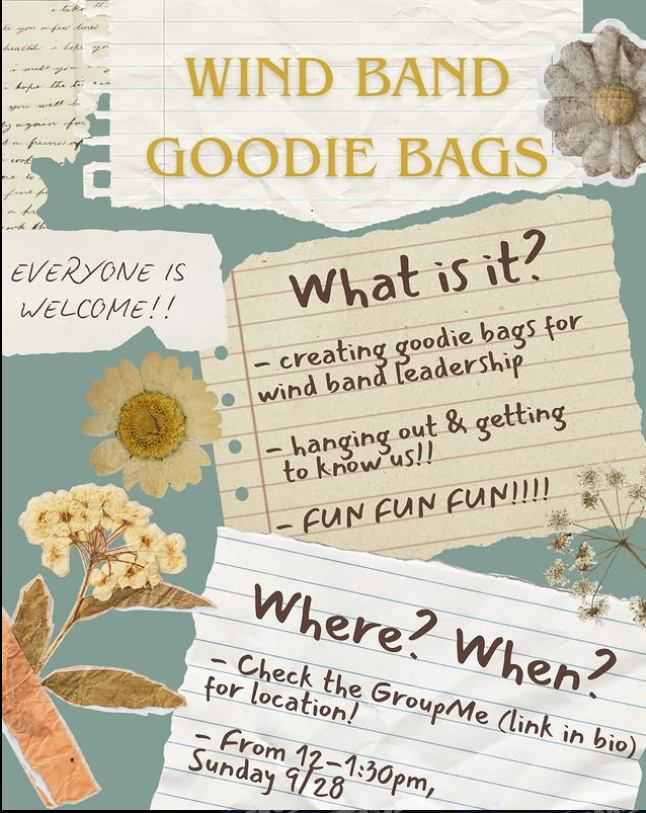 WIND BAND
GOODIE BAGS
EVERYONE IS
WELCOME!!
What is it?
- creating goodie bags for
wind band leadership
- hanging out & getting
to know us!!
- FUN FUN FUN!!!!
Where? When?
- Check the GroupMe (link in bio)
for location!
- From 12-1:30pm,
Sunday 9/28